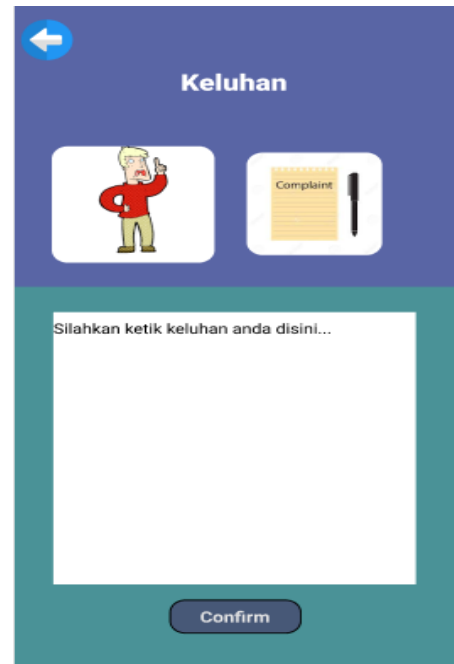 Keluhan
Complaint
Silahkan ketik keluhan anda disini...
Confirm